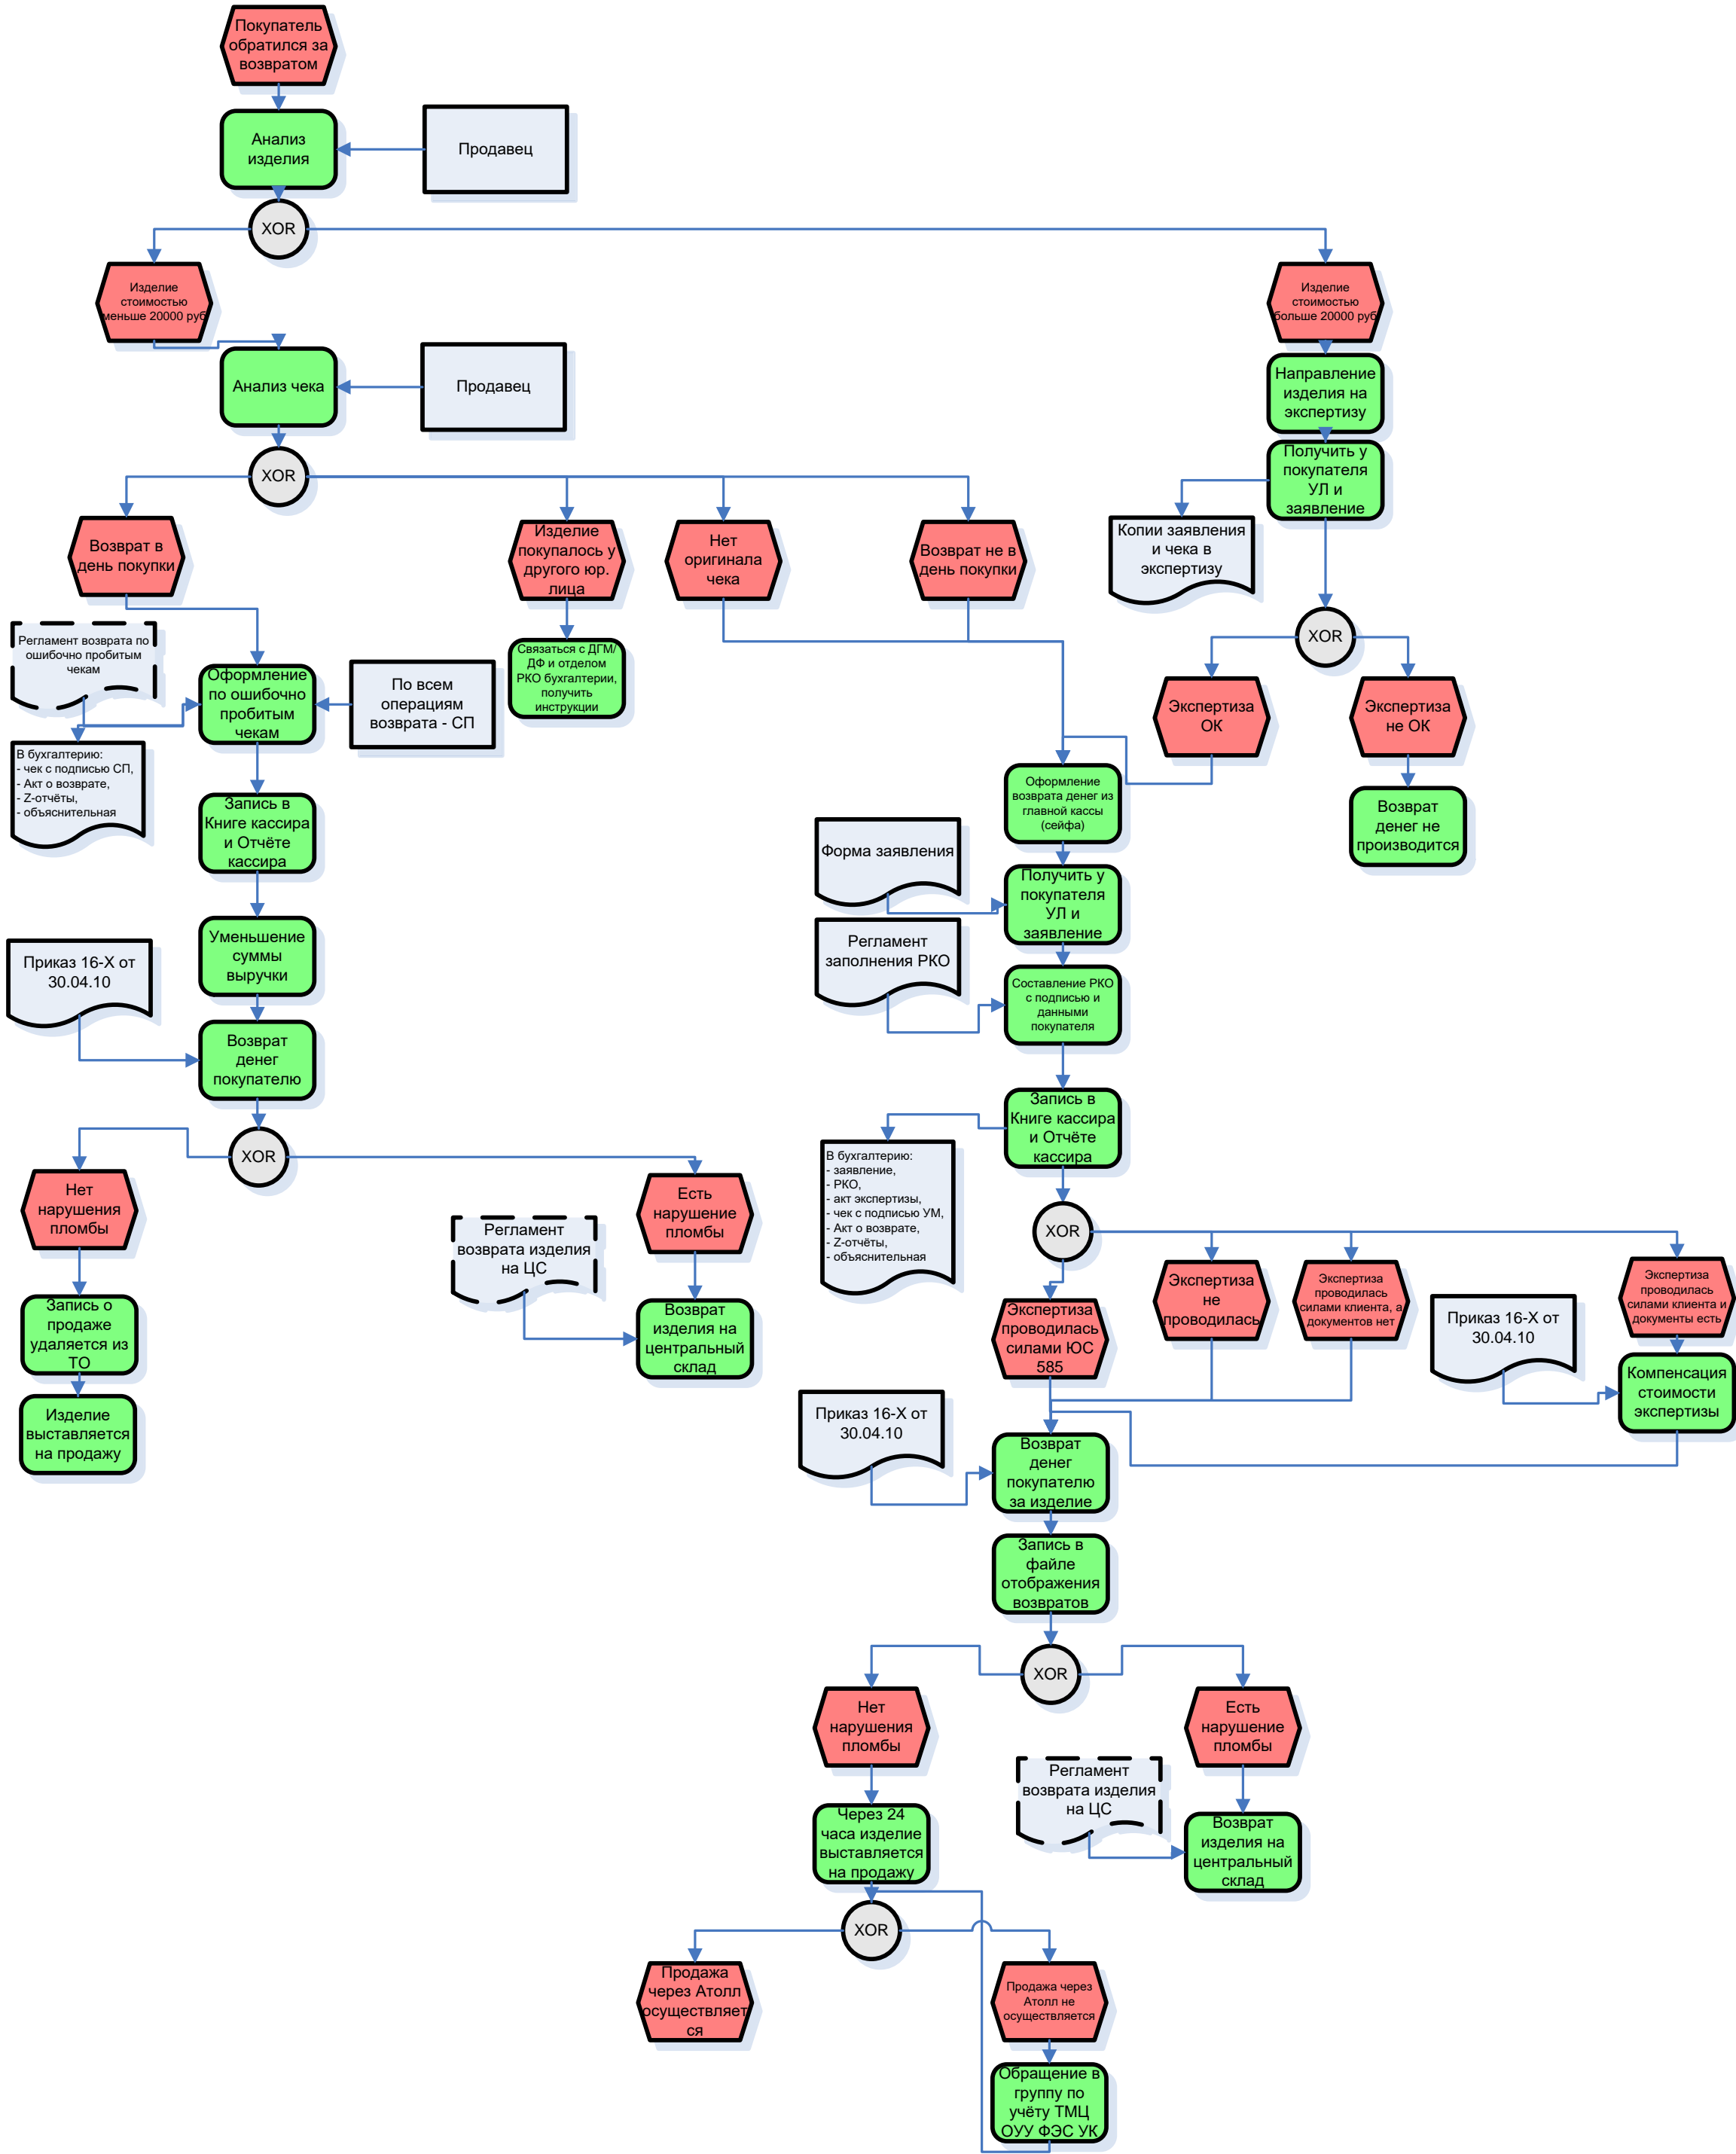 Покупатель
обратился за
возвратом
Анализ
изделия
Продавец
XOR
Изделие
стоимостью
меньше 20000 руб
Изделие
стоимостью
больше 20000 руб
Анализ чека
Продавец
Направление
изделия на
экспертизу
XOR
Получить у
покупателя
УЛ и
заявление
Возврат в
день покупки
Изделие
покупалось у
другого юр.
лица
Нет
оригинала
чека
Возврат не в
день покупки
Копии заявления
и чека в
экспертизу
XOR
Регламент возврата по
ошибочно пробитым
чекам
Оформление
по ошибочно
пробитым
чекам
По всем
операциям
возврата - СП
Связаться с ДГМ/
ДФ и отделом
РКО бухгалтерии,
получить
инструкции
Экспертиза
ОК
Экспертиза
не ОК
В бухгалтерию:
- чек с подписью СП,
- Акт о возврате,
- Z-отчёты,
- объяснительная
Запись в
Книге кассира
и Отчёте
кассира
Оформление
возврата денег из
главной кассы
(сейфа)
Возврат
денег не
производится
Форма заявления
Получить у
покупателя
УЛ и
заявление
Уменьшение
суммы
выручки
Регламент
заполнения РКО
Приказ 16-Х от
30.04.10
Составление РКО
с подписью и
данными
покупателя
Возврат
денег
покупателю
Запись в
Книге кассира
и Отчёте
кассира
XOR
В бухгалтерию:
- заявление,
- РКО,
- акт экспертизы,
- чек с подписью УМ,
- Акт о возврате,
- Z-отчёты,
- объяснительная
Нет
нарушения
пломбы
Есть
нарушение
пломбы
XOR
Регламент
возврата изделия
на ЦС
Экспертиза
проводилась
силами ЮС
585
Экспертиза
не
проводилась
Экспертиза
проводилась
силами клиента, а
документов нет
Экспертиза
проводилась
силами клиента и
документы есть
Приказ 16-Х от
30.04.10
Запись о
продаже
удаляется из
ТО
Возврат
изделия на
центральный
склад
Компенсация
стоимости
экспертизы
Изделие
выставляется
на продажу
Приказ 16-Х от
30.04.10
Возврат
денег
покупателю
за изделие
Запись в
файле
отображения
возвратов
XOR
Нет
нарушения
пломбы
Есть
нарушение
пломбы
Регламент
возврата изделия
на ЦС
Через 24
часа изделие
выставляется
на продажу
Возврат
изделия на
центральный
склад
XOR
Продажа
через Атолл
осуществляет
ся
Продажа через
Атолл не
осуществляется
Обращение в
группу по
учёту ТМЦ
ОУУ ФЭС УК